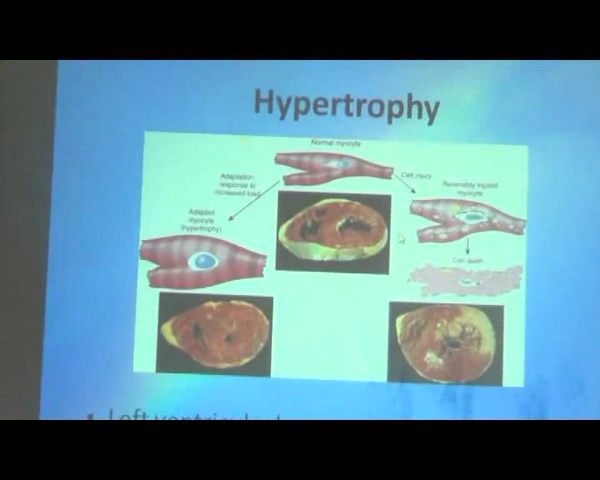 Hypertrophy
Normal myocyte
Adaptation
response to
increased load
Cell injury
Reversibly injured
myocyte
Adapted
myocyte
(hypertrophy)
Cell death
• Left ventricular